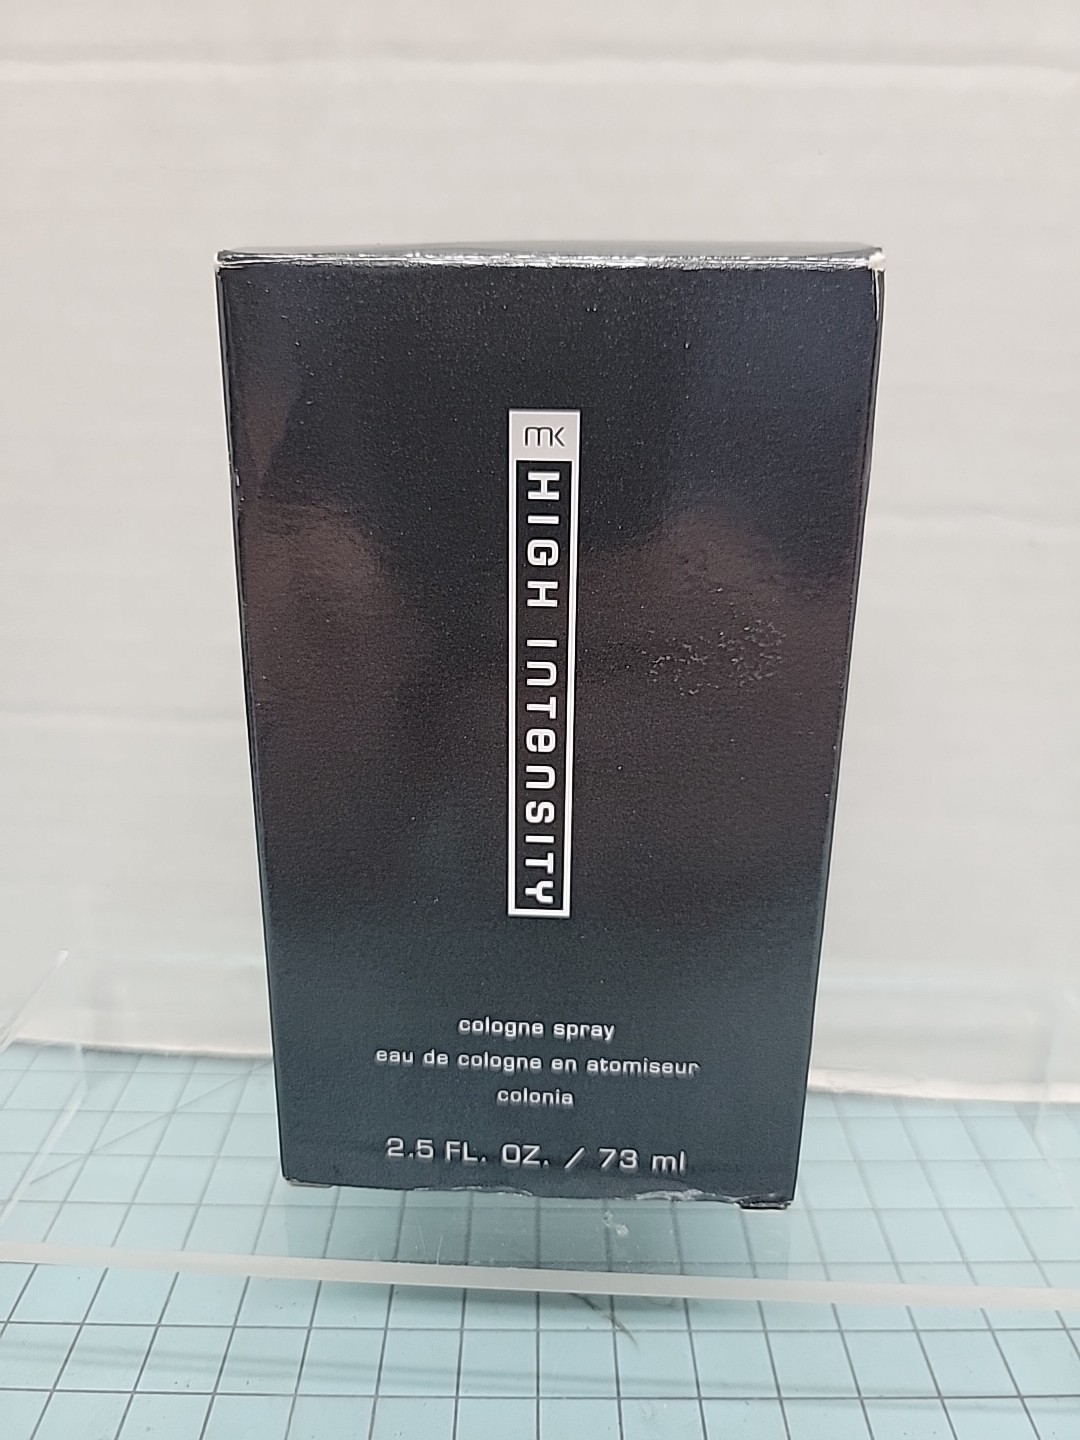 mk
HIGH INTENSITY
cologne spray
eau de cologne en atomiseur
colonia
2.5 FL. OZ. / 73 ml